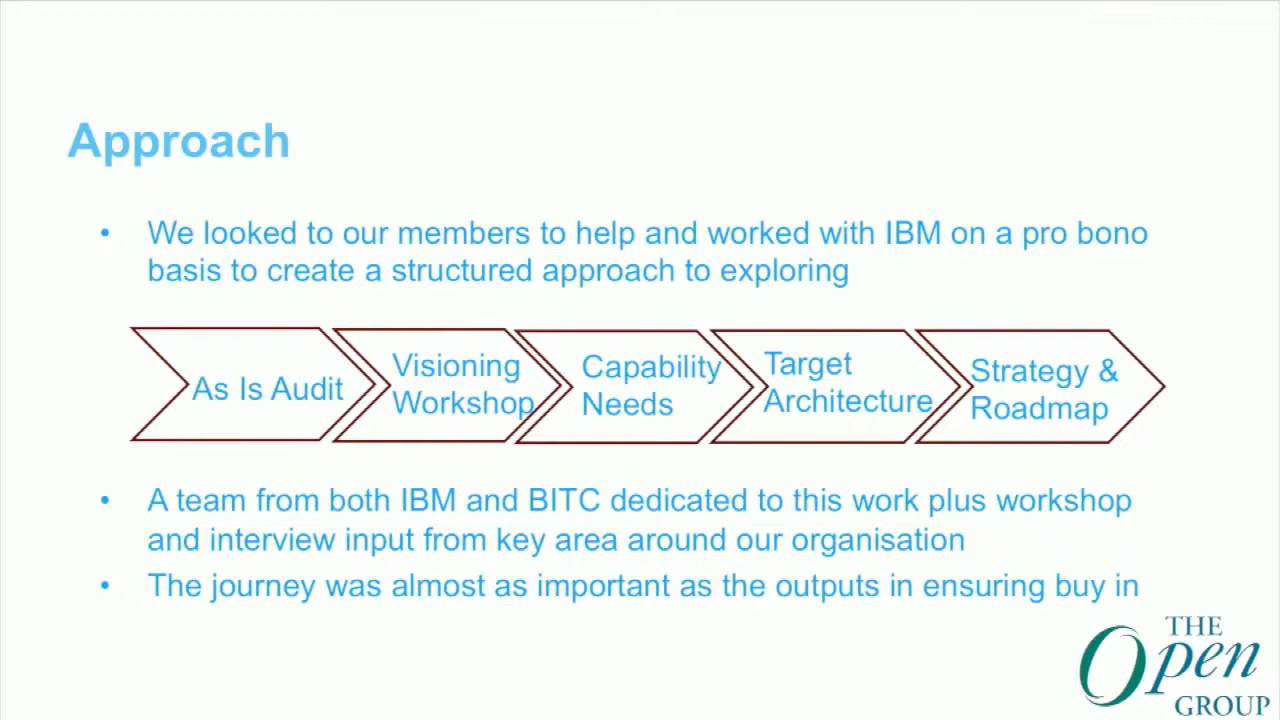 Approach
• We looked to our members to help and worked with IBM on a pro bono
basis to create a structured approach to exploring
As Is Audit
Visioning
Workshop
Capability
Needs
Target
Architecture
Strategy &
Roadmap
• A team from both IBM and BITC dedicated to this work plus workshop
and interview input from key area around our organisation
• The journey was almost as important as the outputs in ensuring buy in
THE
Open
GROUP